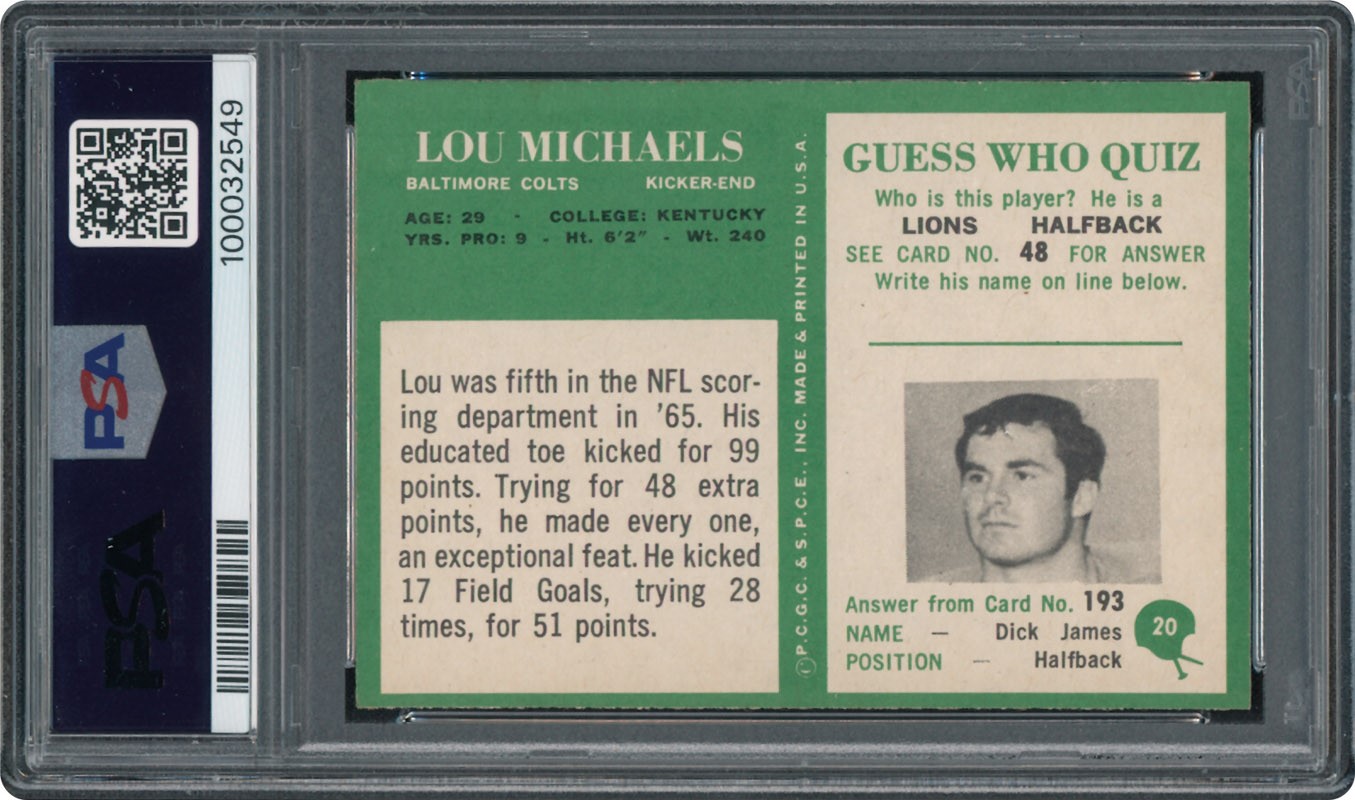 PSA
PSA
100032549
LOU MICHAELS
BALTIMORE COLTS KICKER-END
AGE: 29 - COLLEGE: KENTUCKY
YRS. PRO: 9 - Ht. 6'2" - Wt. 240
Lou was fifth in the NFL scor-
ing department in '65. His
educated toe kicked for 99
points. Trying for 48 extra
points, he made every one,
an exceptional feat. He kicked
17 Field Goals, trying 28
times, for 51 points.
©P.C.G.C. & S.P.C.E., INC. MADE & PRINTED IN U.S.A.
GUESS WHO QUIZ
Who is this player? He is a
LIONS HALFBACK
SEE CARD NO. 48 FOR ANSWER
Write his name on line below.
Answer from Card No. 193
NAME — Dick James
POSITION — Halfback
20
PSA